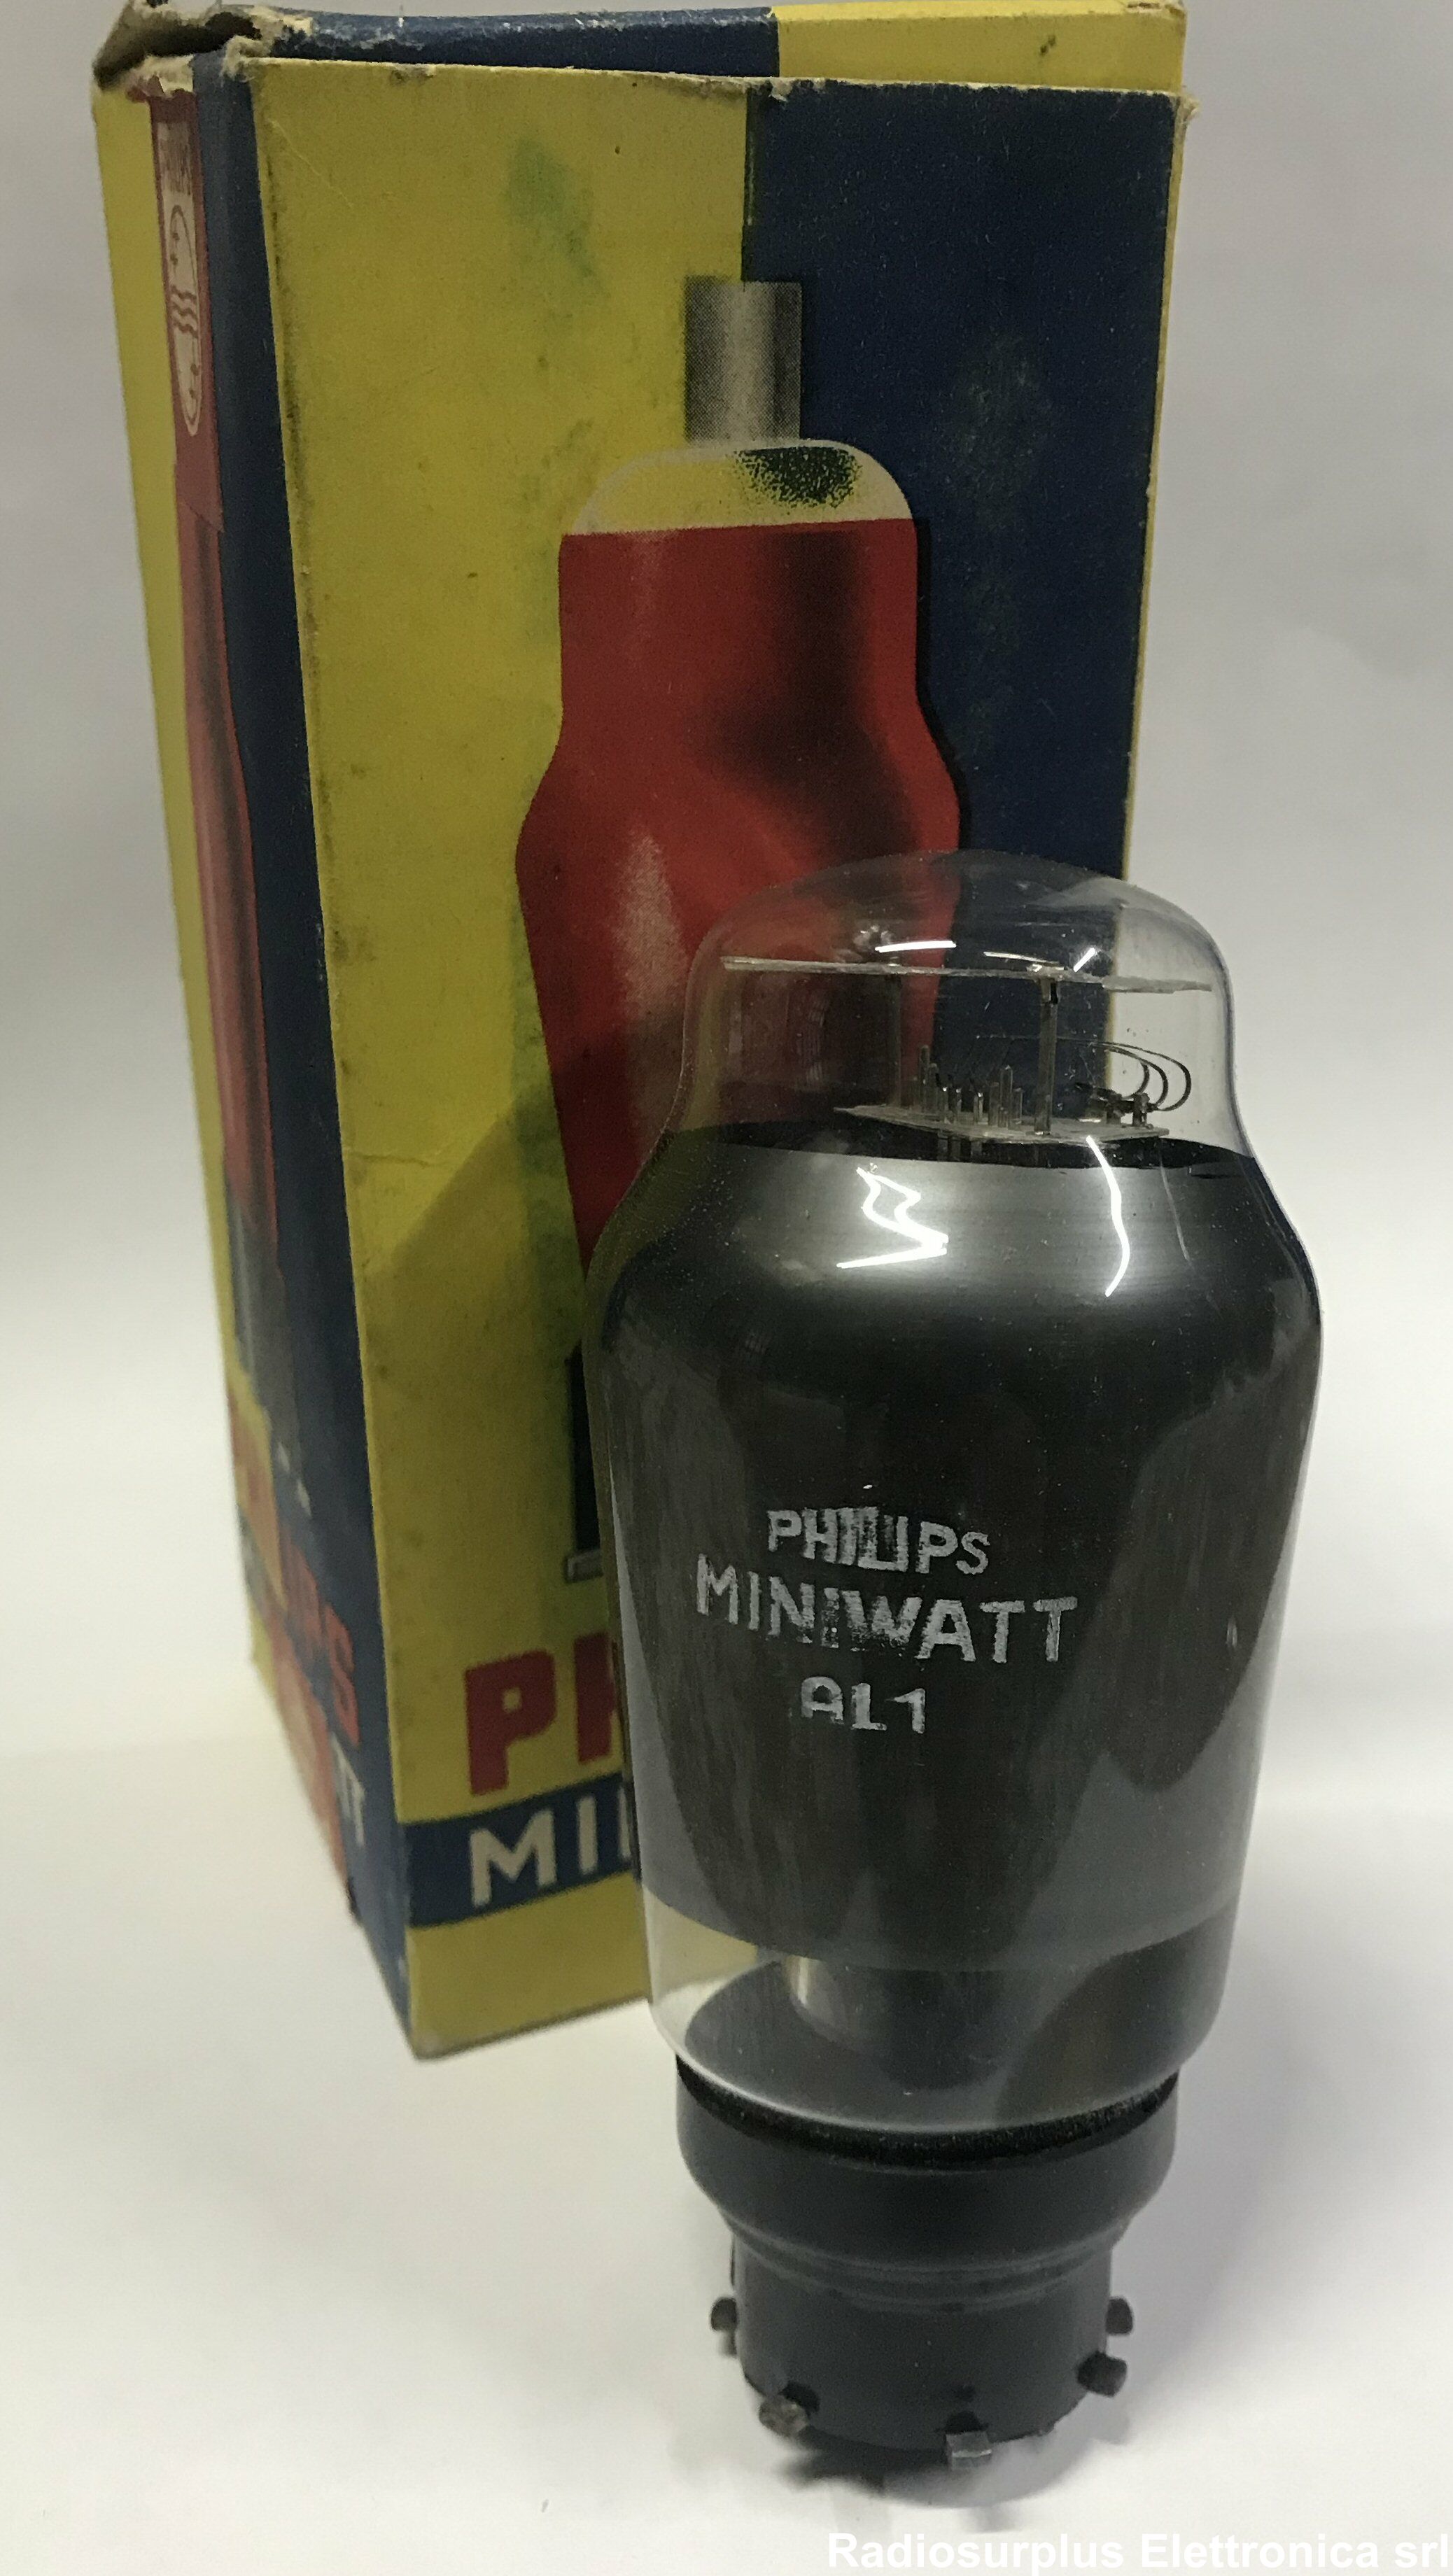 PHILIPS
MINIWATT
AL1
Radiosurplus Elettronica srl